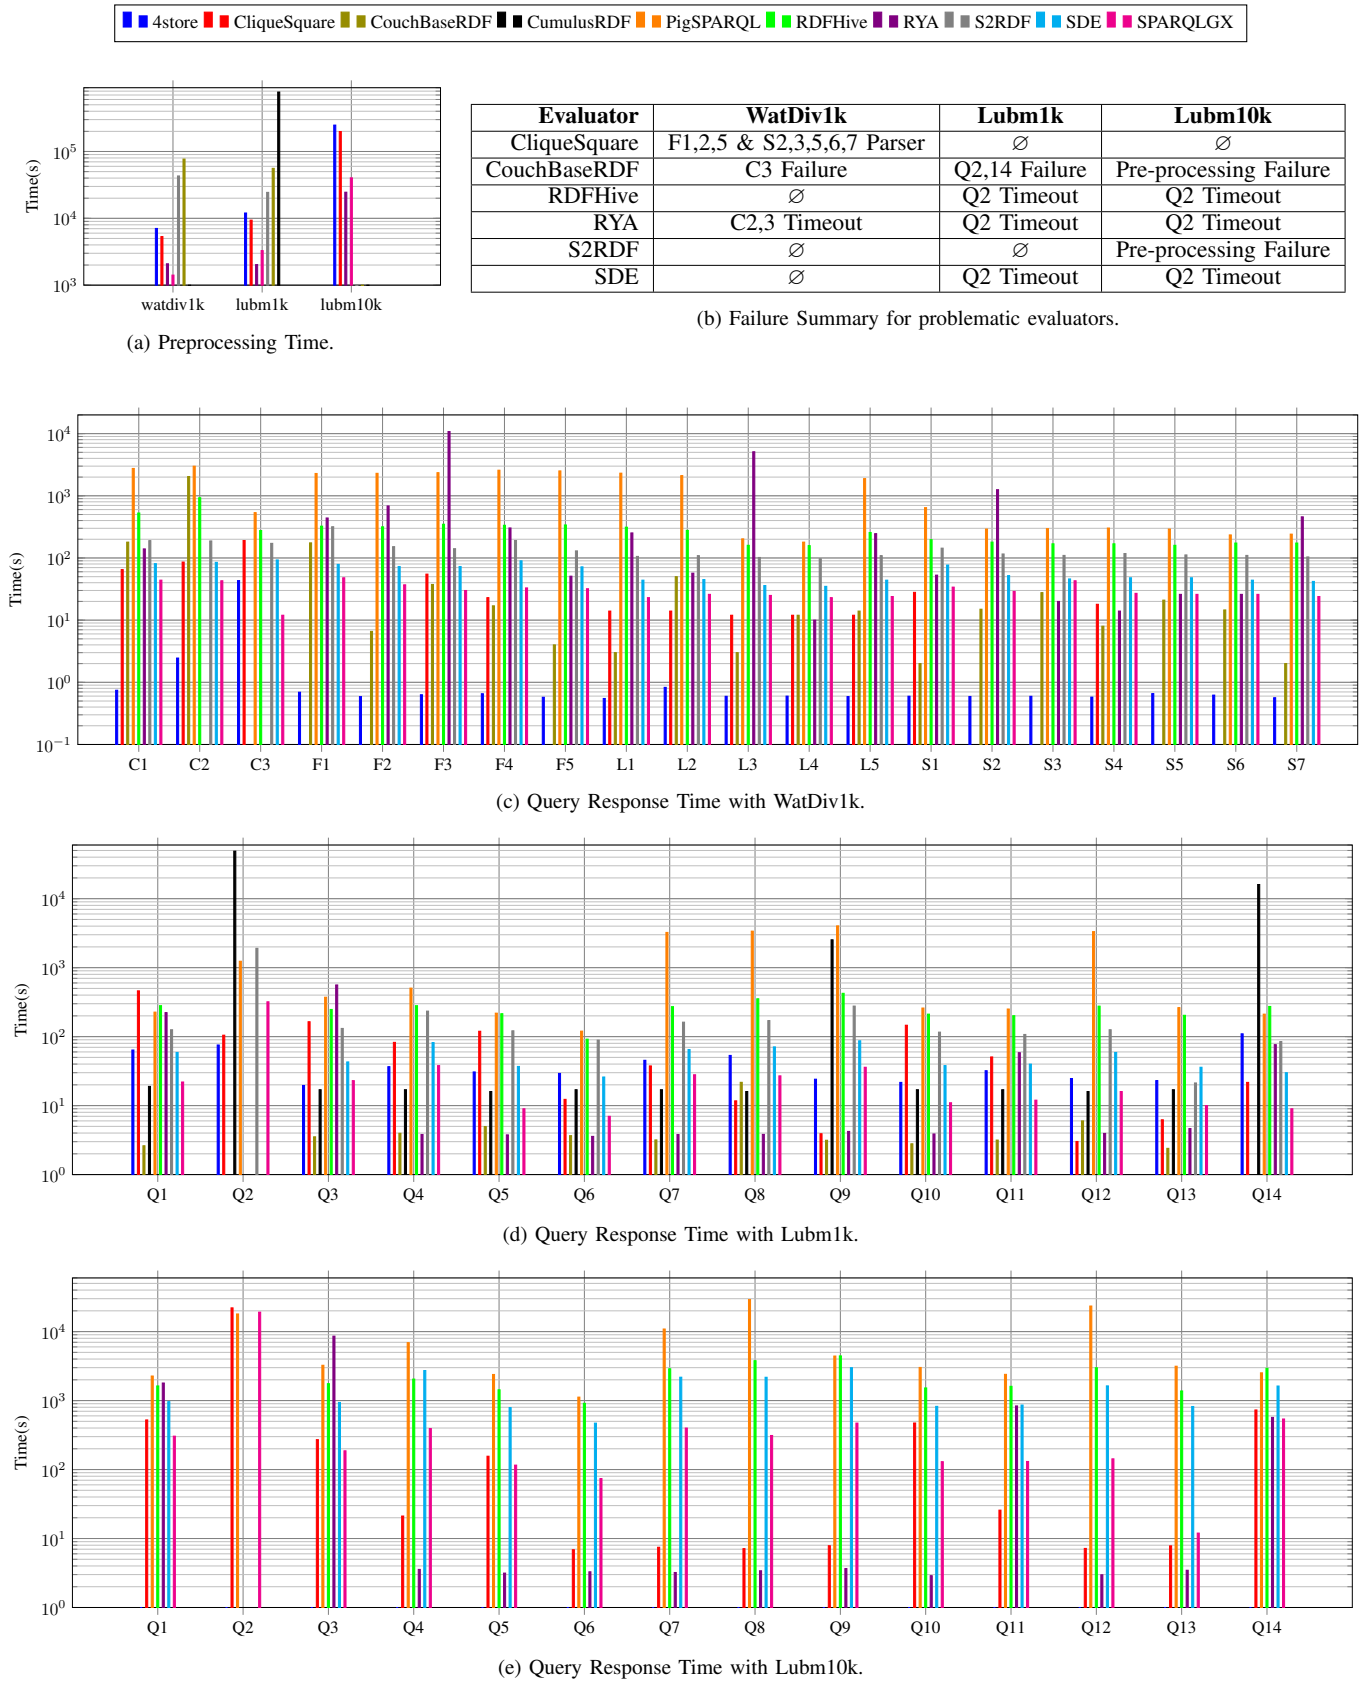 4store CliqueSquare CouchBaseRDF CumulusRDF PigSPARQL RDFHive RYA S2RDF SDE SPARQLGX
Time(s)
10^5
10^4
10^3
watdiv1k lubm1k lubm10k
(a) Preprocessing Time.
Evaluator WatDiv1k Lubm1k Lubm10k
CliqueSquare F1,2,5 & S2,3,5,6,7 Parser ∅ ∅
CouchBaseRDF C3 Failure Q2,14 Failure Pre-processing Failure
RDFHive ∅ Q2 Timeout Q2 Timeout
RYA C2,3 Timeout Q2 Timeout Q2 Timeout
S2RDF ∅ ∅ Pre-processing Failure
SDE ∅ Q2 Timeout Q2 Timeout
(b) Failure Summary for problematic evaluators.
Time(s)
10^4
10^3
10^2
10^1
10^0
10^−1
C1 C2 C3 F1 F2 F3 F4 F5 L1 L2 L3 L4 L5 S1 S2 S3 S4 S5 S6 S7
(c) Query Response Time with WatDiv1k.
Time(s)
10^4
10^3
10^2
10^1
10^0
Q1 Q2 Q3 Q4 Q5 Q6 Q7 Q8 Q9 Q10 Q11 Q12 Q13 Q14
(d) Query Response Time with Lubm1k.
Time(s)
10^4
10^3
10^2
10^1
10^0
Q1 Q2 Q3 Q4 Q5 Q6 Q7 Q8 Q9 Q10 Q11 Q12 Q13 Q14
(e) Query Response Time with Lubm10k.